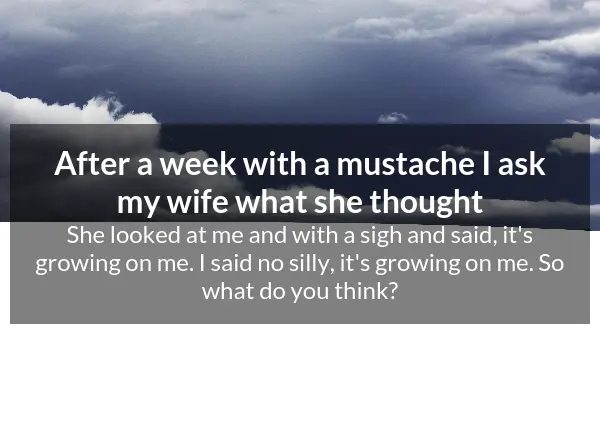 After a week with a mustache I ask
my wife what she thought
She looked at me and with a sigh and said, it's
growing on me. I said no silly, it's growing on me. So
what do you think?